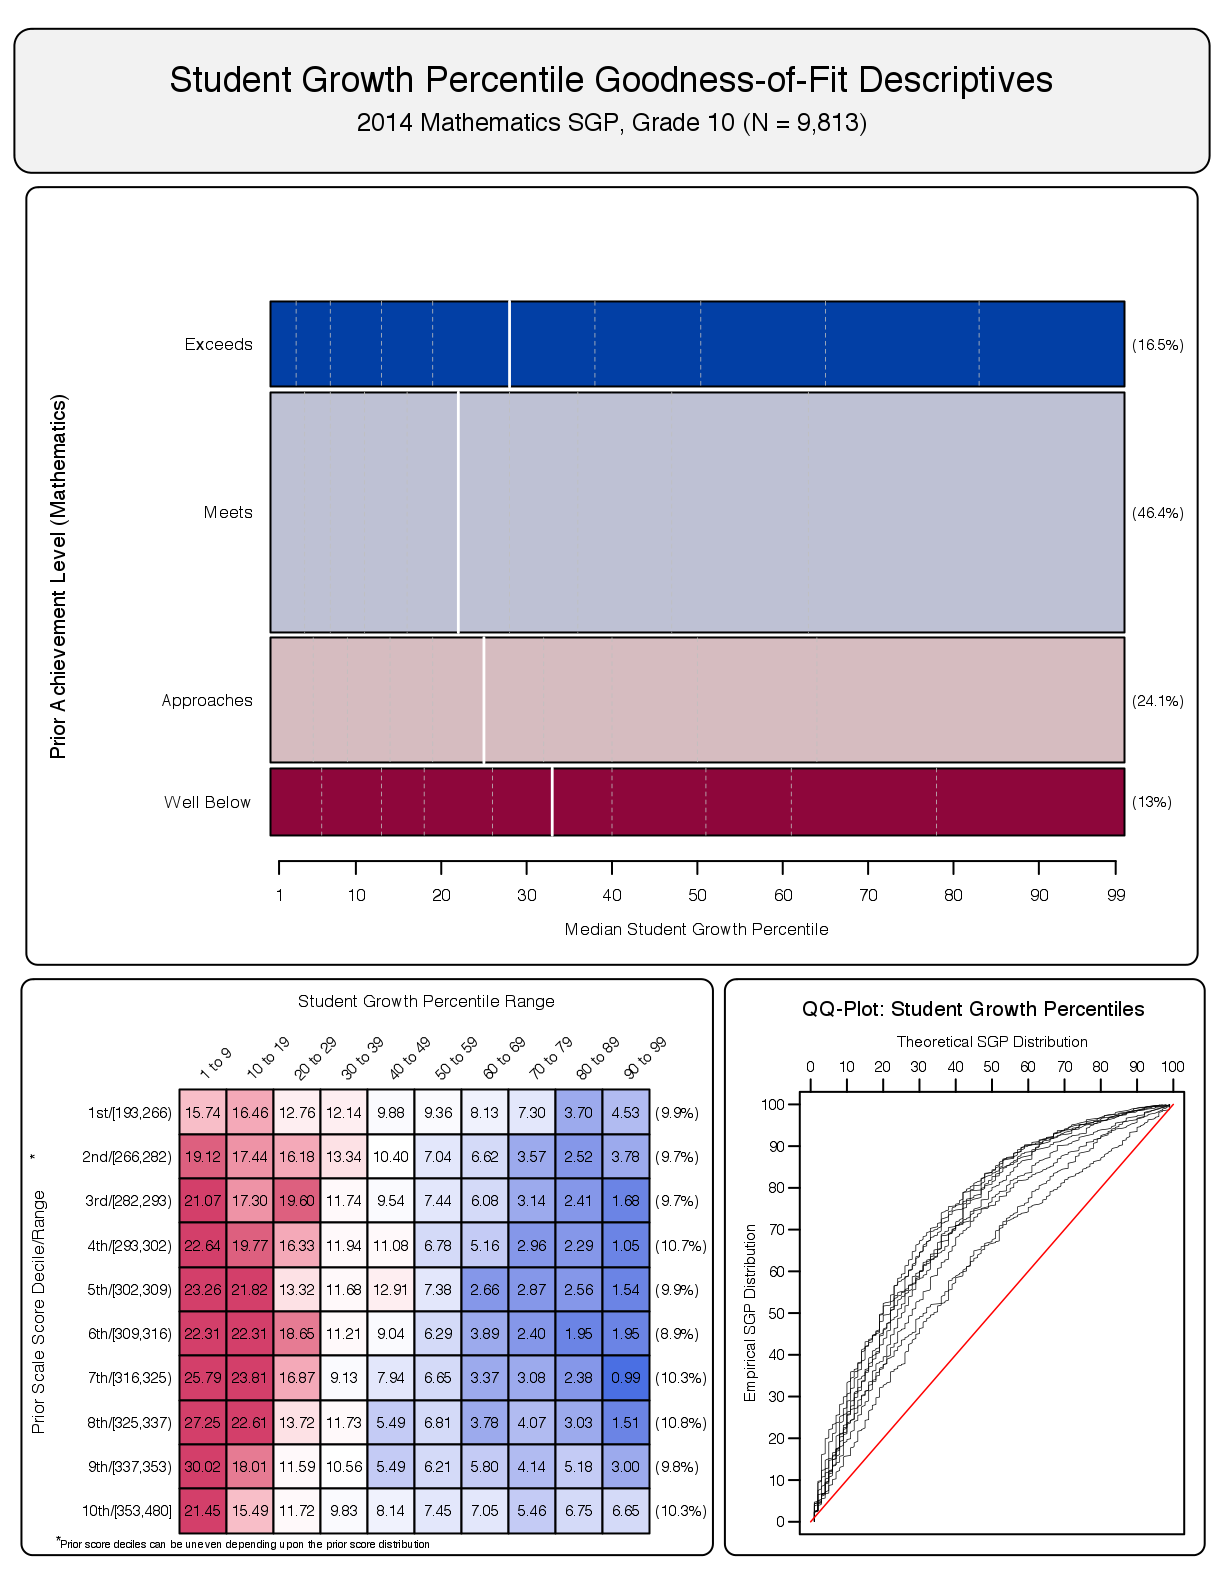 Student Growth Percentile Goodness-of-Fit Descriptives
2014 Mathematics SGP, Grade 10 (N = 9,813)
Prior Achievement Level (Mathematics)
Exceeds (16.5%)
Meets (46.4%)
Approaches (24.1%)
Well Below (13%)
1 10 20 30 40 50 60 70 80 90 99
Median Student Growth Percentile
Student Growth Percentile Range
1 to 9 10 to 19 20 to 29 30 to 39 40 to 49 50 to 59 60 to 69 70 to 79 80 to 89 90 to 99
Prior Scale Score Decile/Range *
1st/[193,266) 15.74 16.46 12.76 12.14 9.88 9.36 8.13 7.30 3.70 4.53 (9.9%)
2nd/[266,282) 19.12 17.44 16.18 13.34 10.40 7.04 6.62 3.57 2.52 3.78 (9.7%)
3rd/[282,293) 21.07 17.30 19.60 11.74 9.54 7.44 6.08 3.14 2.41 1.68 (9.7%)
4th/[293,302) 22.64 19.77 16.33 11.94 11.08 6.78 5.16 2.96 2.29 1.05 (10.7%)
5th/[302,309) 23.26 21.82 13.32 11.68 12.91 7.38 2.66 2.87 2.56 1.54 (9.9%)
6th/[309,316) 22.31 22.31 18.65 11.21 9.04 6.29 3.89 2.40 1.95 1.95 (8.9%)
7th/[316,325) 25.79 23.81 16.87 9.13 7.94 6.65 3.37 3.08 2.38 0.99 (10.3%)
8th/[325,337) 27.25 22.61 13.72 11.73 5.49 6.81 3.78 4.07 3.03 1.51 (10.8%)
9th/[337,353) 30.02 18.01 11.59 10.56 5.49 6.21 5.80 4.14 5.18 3.00 (9.8%)
10th/[353,480] 21.45 15.49 11.72 9.83 8.14 7.45 7.05 5.46 6.75 6.65 (10.3%)
*Prior score deciles can be uneven depending upon the prior score distribution
QQ-Plot: Student Growth Percentiles
Theoretical SGP Distribution
0 10 20 30 40 50 60 70 80 90 100
Empirical SGP Distribution
100
90
80
70
60
50
40
30
20
10
0